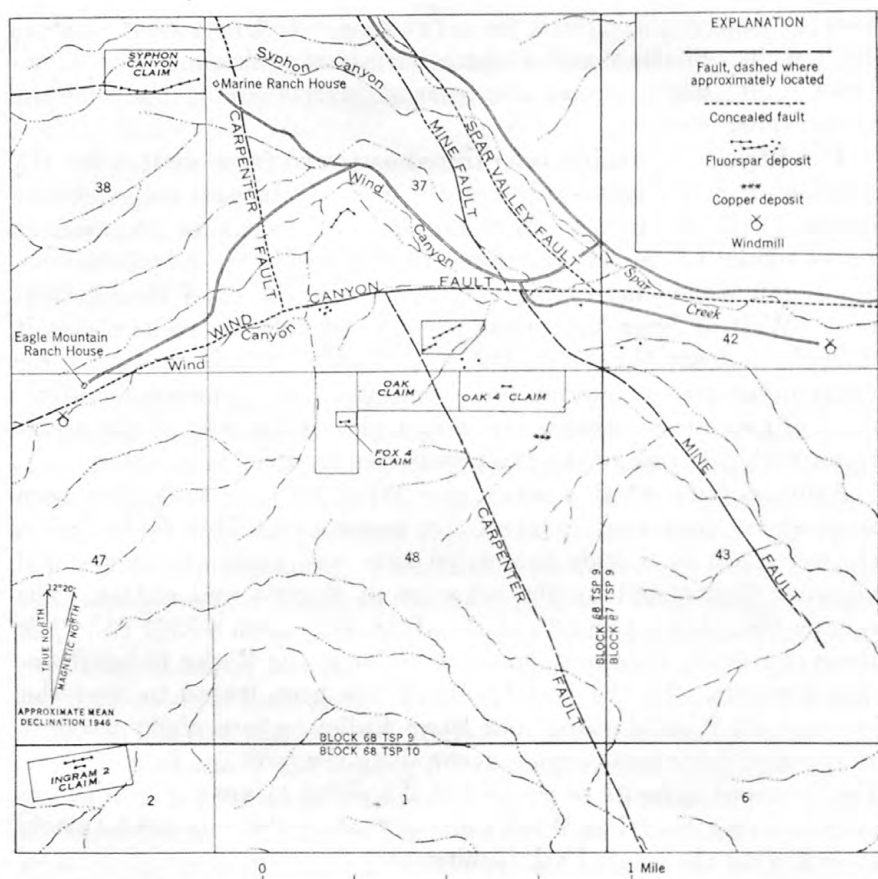 EXPLANATION
Fault, dashed where
approximately located
Concealed fault
Fluorspar deposit
Copper deposit
Windmill
SYPHON
CANYON
CLAIM
Syphon Canyon
Marine Ranch House
CARPENTER FAULT
MINE FAULT
SPAR VALLEY FAULT
38
37
Wind Canyon
Spar Creek
42
WIND CANYON FAULT
Wind Canyon
Eagle Mountain
Ranch House
OAK
CLAIM
OAK 4 CLAIM
FOX 4
CLAIM
MINE FAULT
CARPENTER FAULT
47
48
43
BLOCK 68 TSP 9
BLOCK 67 TSP 9
12°20'
TRUE NORTH
MAGNETIC NORTH
APPROXIMATE MEAN
DECLINATION 1946
BLOCK 68 TSP 9
BLOCK 68 TSP 10
INGRAM 2
CLAIM
2
1
6
0 1 Mile